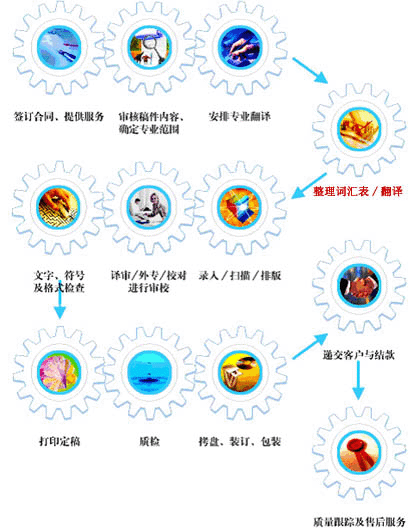 签订合同、提供服务
审核稿件内容、
确定专业范围
安排专业翻译
整理词汇表／翻译
文字、符号
及格式检查
译审／外专／校对
进行审校
录入／扫描／排版
递交客户与结款
打印定稿
质检
拷盘、装订、包装
质量跟踪及售后服务